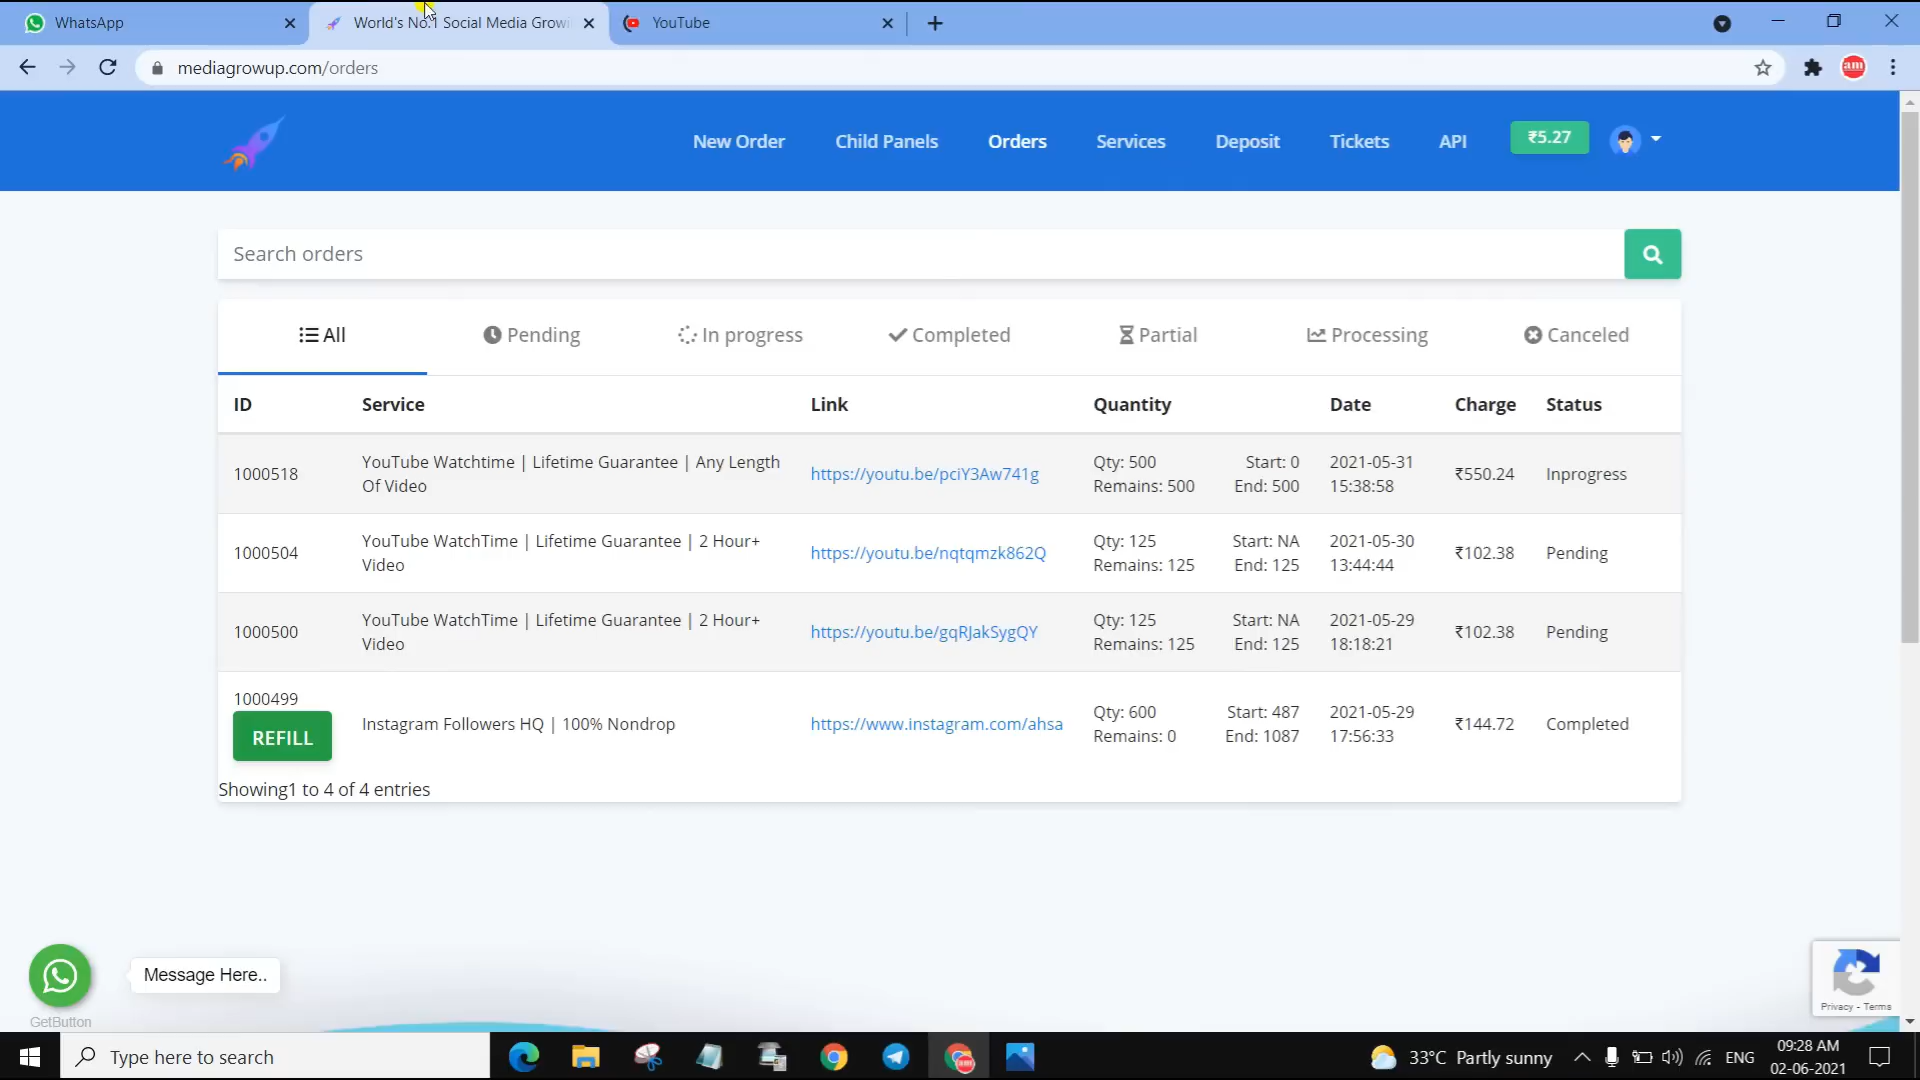 WhatsApp
World's No.1 Social Media Growi
YouTube
mediagrowup.com/orders
New Order
Child Panels
Orders
Services
Deposit
Tickets
API
₹5.27
Search orders
All
Pending
In progress
Completed
Partial
Processing
Canceled
ID Service Link Quantity Date Charge Status
1000518
YouTube Watchtime | Lifetime Guarantee | Any Length
Of Video
https://youtu.be/pciY3Aw741g
Qty: 500 Start: 0
Remains: 500 End: 500
2021-05-31
15:38:58
₹550.24
Inprogress
1000504
YouTube WatchTime | Lifetime Guarantee | 2 Hour+
Video
https://youtu.be/nqtqmzk862Q
Qty: 125 Start: NA
Remains: 125 End: 125
2021-05-30
13:44:44
₹102.38
Pending
1000500
YouTube WatchTime | Lifetime Guarantee | 2 Hour+
Video
https://youtu.be/gqRJakSygQY
Qty: 125 Start: NA
Remains: 125 End: 125
2021-05-29
18:18:21
₹102.38
Pending
1000499
REFILL
Instagram Followers HQ | 100% Nondrop
https://www.instagram.com/ahsa
Qty: 600 Start: 487
Remains: 0 End: 1087
2021-05-29
17:56:33
₹144.72
Completed
Showing1 to 4 of 4 entries
Message Here..
GetButton
Privacy - Terms
Type here to search
33°C Partly sunny
ENG
09:28 AM
02-06-2021